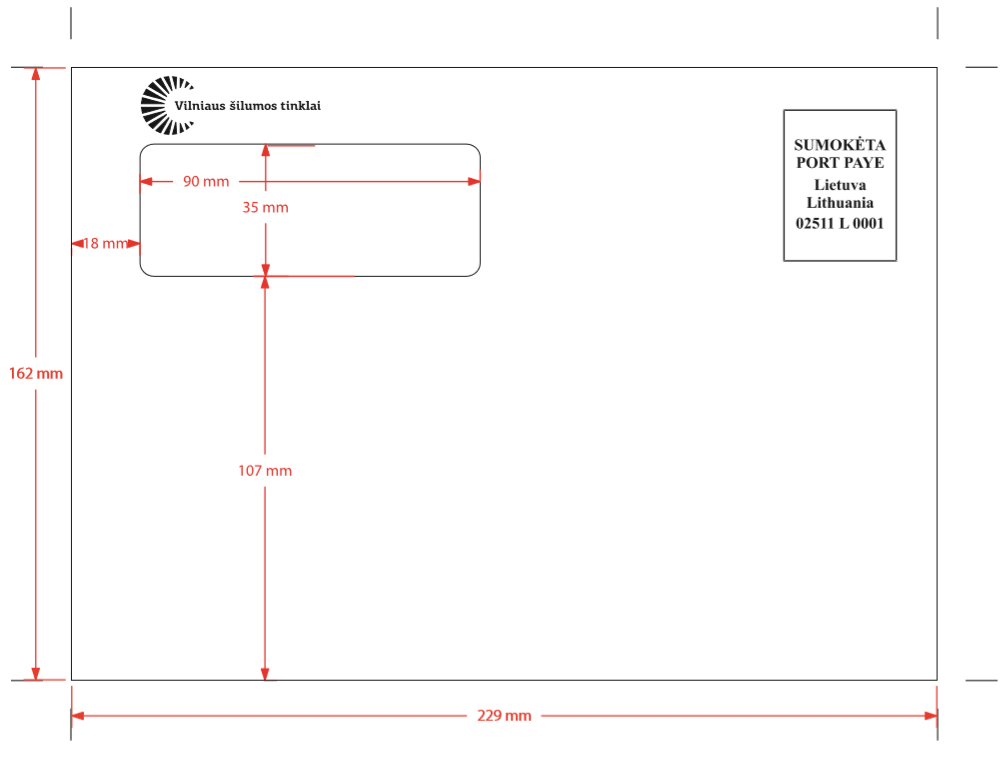 Vilniaus šilumos tinklai
SUMOKĖTA
PORT PAYE
Lietuva
Lithuania
02511 L 0001
90 mm
35 mm
18 mm
162 mm
107 mm
229 mm